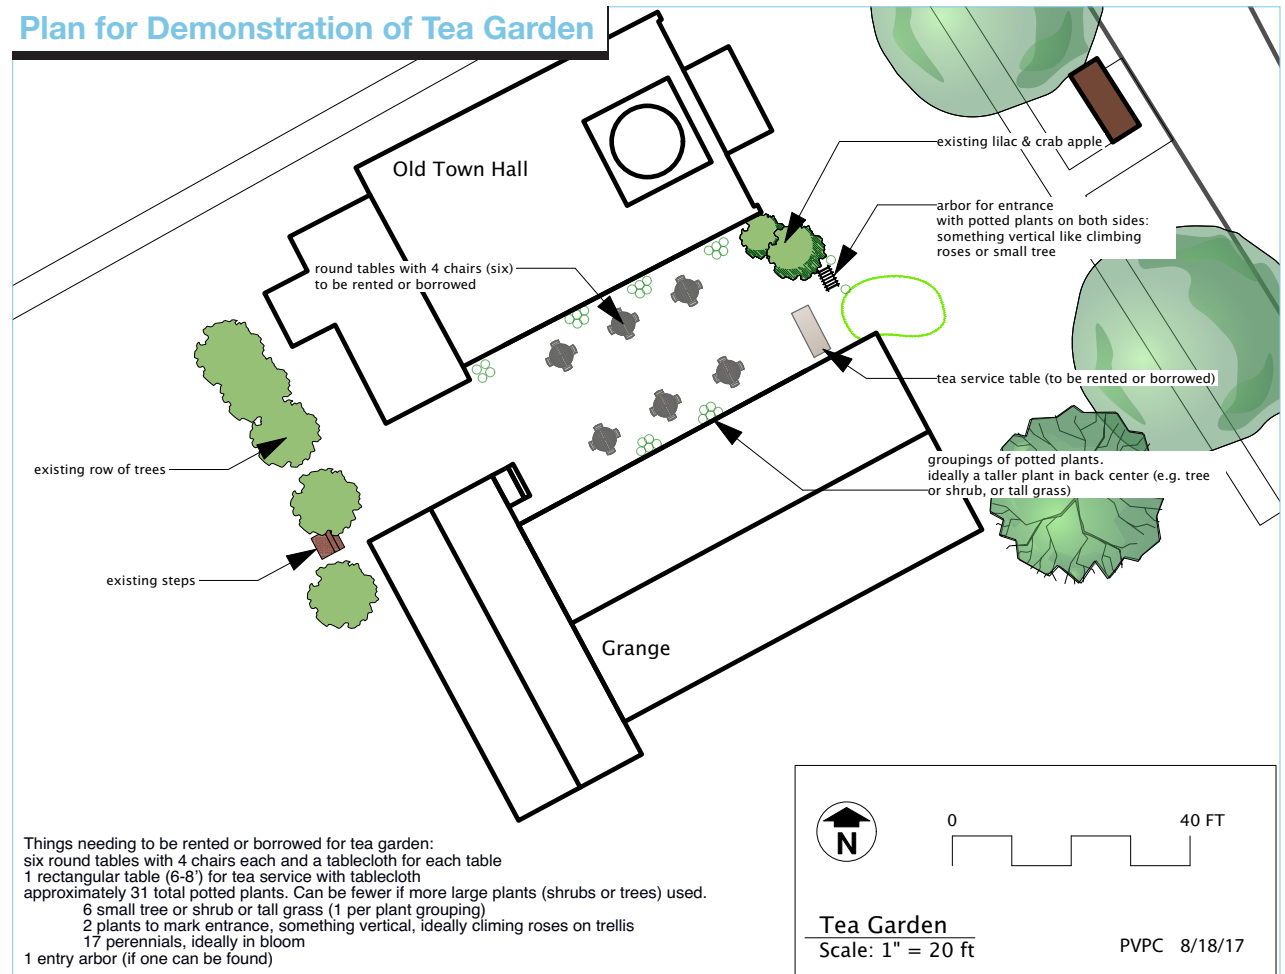 Plan for Demonstration of Tea Garden
Old Town Hall
existing lilac & crab apple
arbor for entrance
with potted plants on both sides:
something vertical like climbing
roses or small tree
round tables with 4 chairs (six)
to be rented or borrowed
tea service table (to be rented or borrowed)
existing row of trees
groupings of potted plants.
ideally a taller plant in back center (e.g. tree
or shrub, or tall grass)
existing steps
Grange
Things needing to be rented or borrowed for tea garden:
six round tables with 4 chairs each and a tablecloth for each table
1 rectangular table (6-8’) for tea service with tablecloth
approximately 31 total potted plants. Can be fewer if more large plants (shrubs or trees) used.
6 small tree or shrub or tall grass (1 per plant grouping)
2 plants to mark entrance, something vertical, ideally climing roses on trellis
17 perennials, ideally in bloom
1 entry arbor (if one can be found)
N
0 40 FT
Tea Garden
Scale: 1" = 20 ft
PVPC 8/18/17